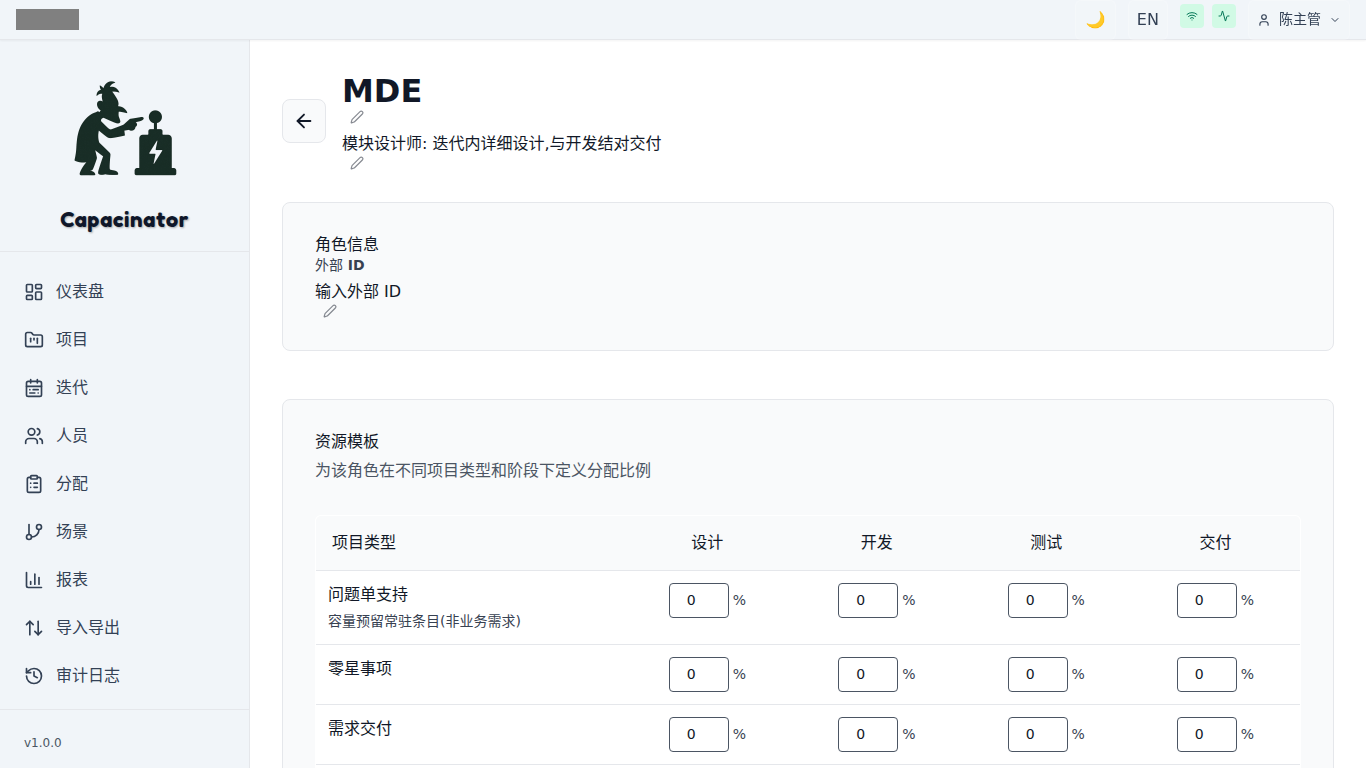 EN
陈主管
Capacinator
仪表盘
项目
迭代
人员
分配
场景
报表
导入导出
审计日志
v1.0.0
MDE
模块设计师: 迭代内详细设计,与开发结对交付
角色信息
外部 ID
输入外部 ID
资源模板
为该角色在不同项目类型和阶段下定义分配比例
项目类型 设计 开发 测试 交付
问题单支持 0 % 0 % 0 % 0 %
容量预留常驻条目(非业务需求)
零星事项 0 % 0 % 0 % 0 %
需求交付 0 % 0 % 0 % 0 %